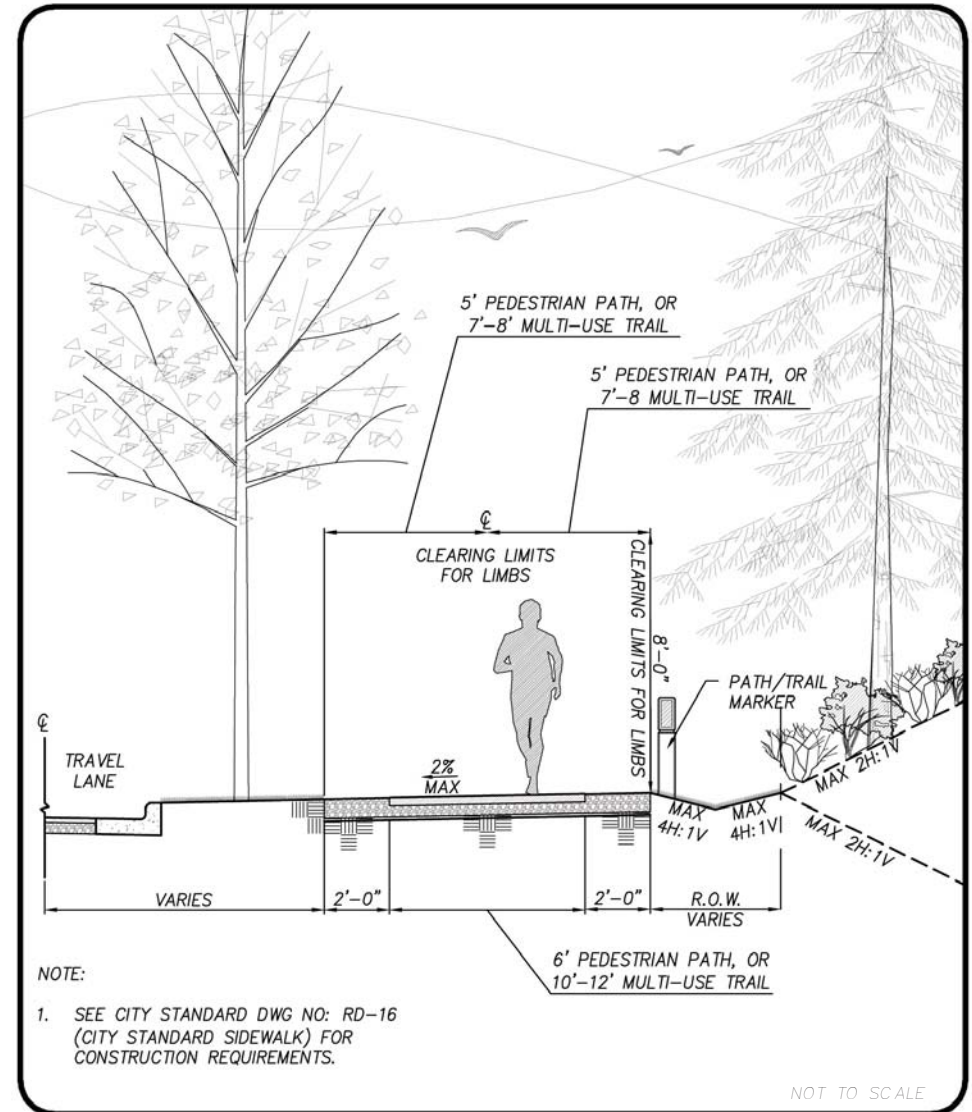 5' PEDESTRIAN PATH, OR
7'-8' MULTI-USE TRAIL
5' PEDESTRIAN PATH, OR
7'-8 MULTI-USE TRAIL
℄
CLEARING LIMITS
FOR LIMBS
CLEARING LIMITS FOR LIMBS
8'-0"
PATH/TRAIL
MARKER
℄
TRAVEL
LANE
2%
MAX
MAX
4H:1V
MAX
4H:1V
MAX 2H:1V
MAX 2H:1V
VARIES
2'-0"
2'-0"
R.O.W.
VARIES
6' PEDESTRIAN PATH, OR
10'-12' MULTI-USE TRAIL
NOTE:
1. SEE CITY STANDARD DWG NO: RD-16
(CITY STANDARD SIDEWALK) FOR
CONSTRUCTION REQUIREMENTS.
NOT TO SCALE